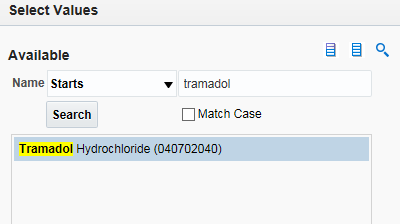 Select Values
Available
Name Starts tramadol
Search Match Case
Tramadol Hydrochloride (040702040)